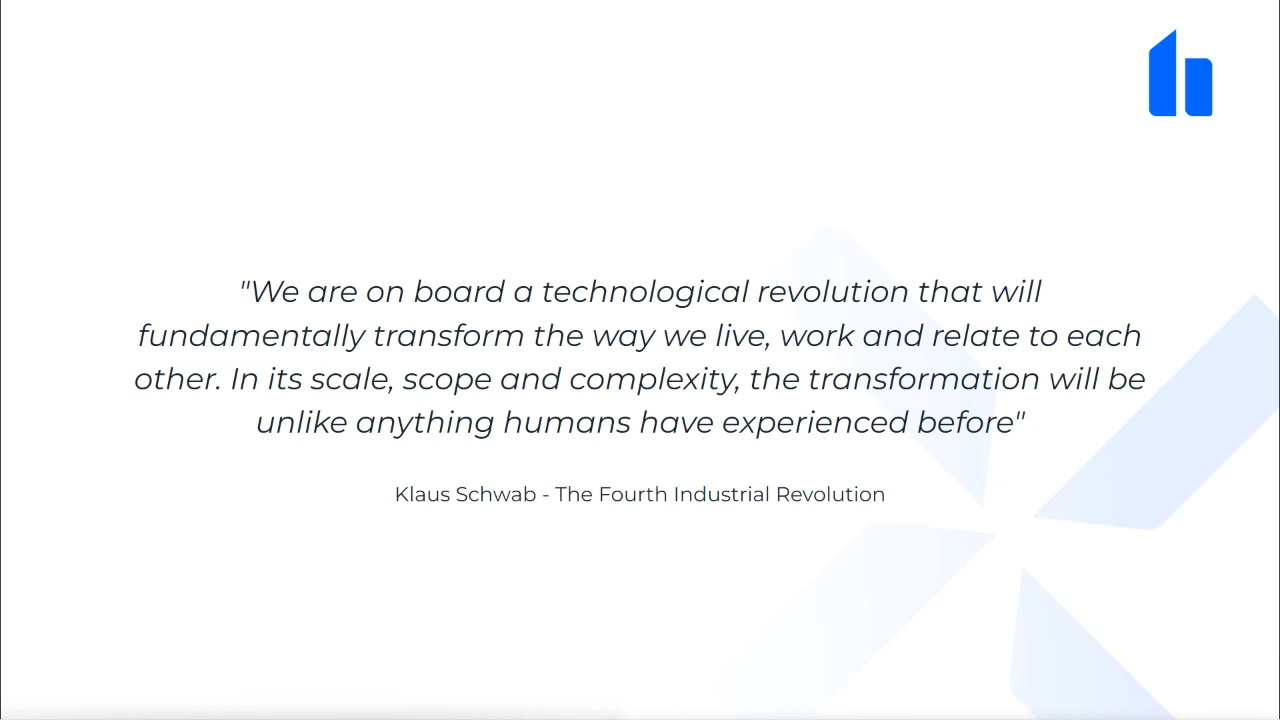 "We are on board a technological revolution that will
fundamentally transform the way we live, work and relate to each
other. In its scale, scope and complexity, the transformation will be
unlike anything humans have experienced before"
Klaus Schwab - The Fourth Industrial Revolution